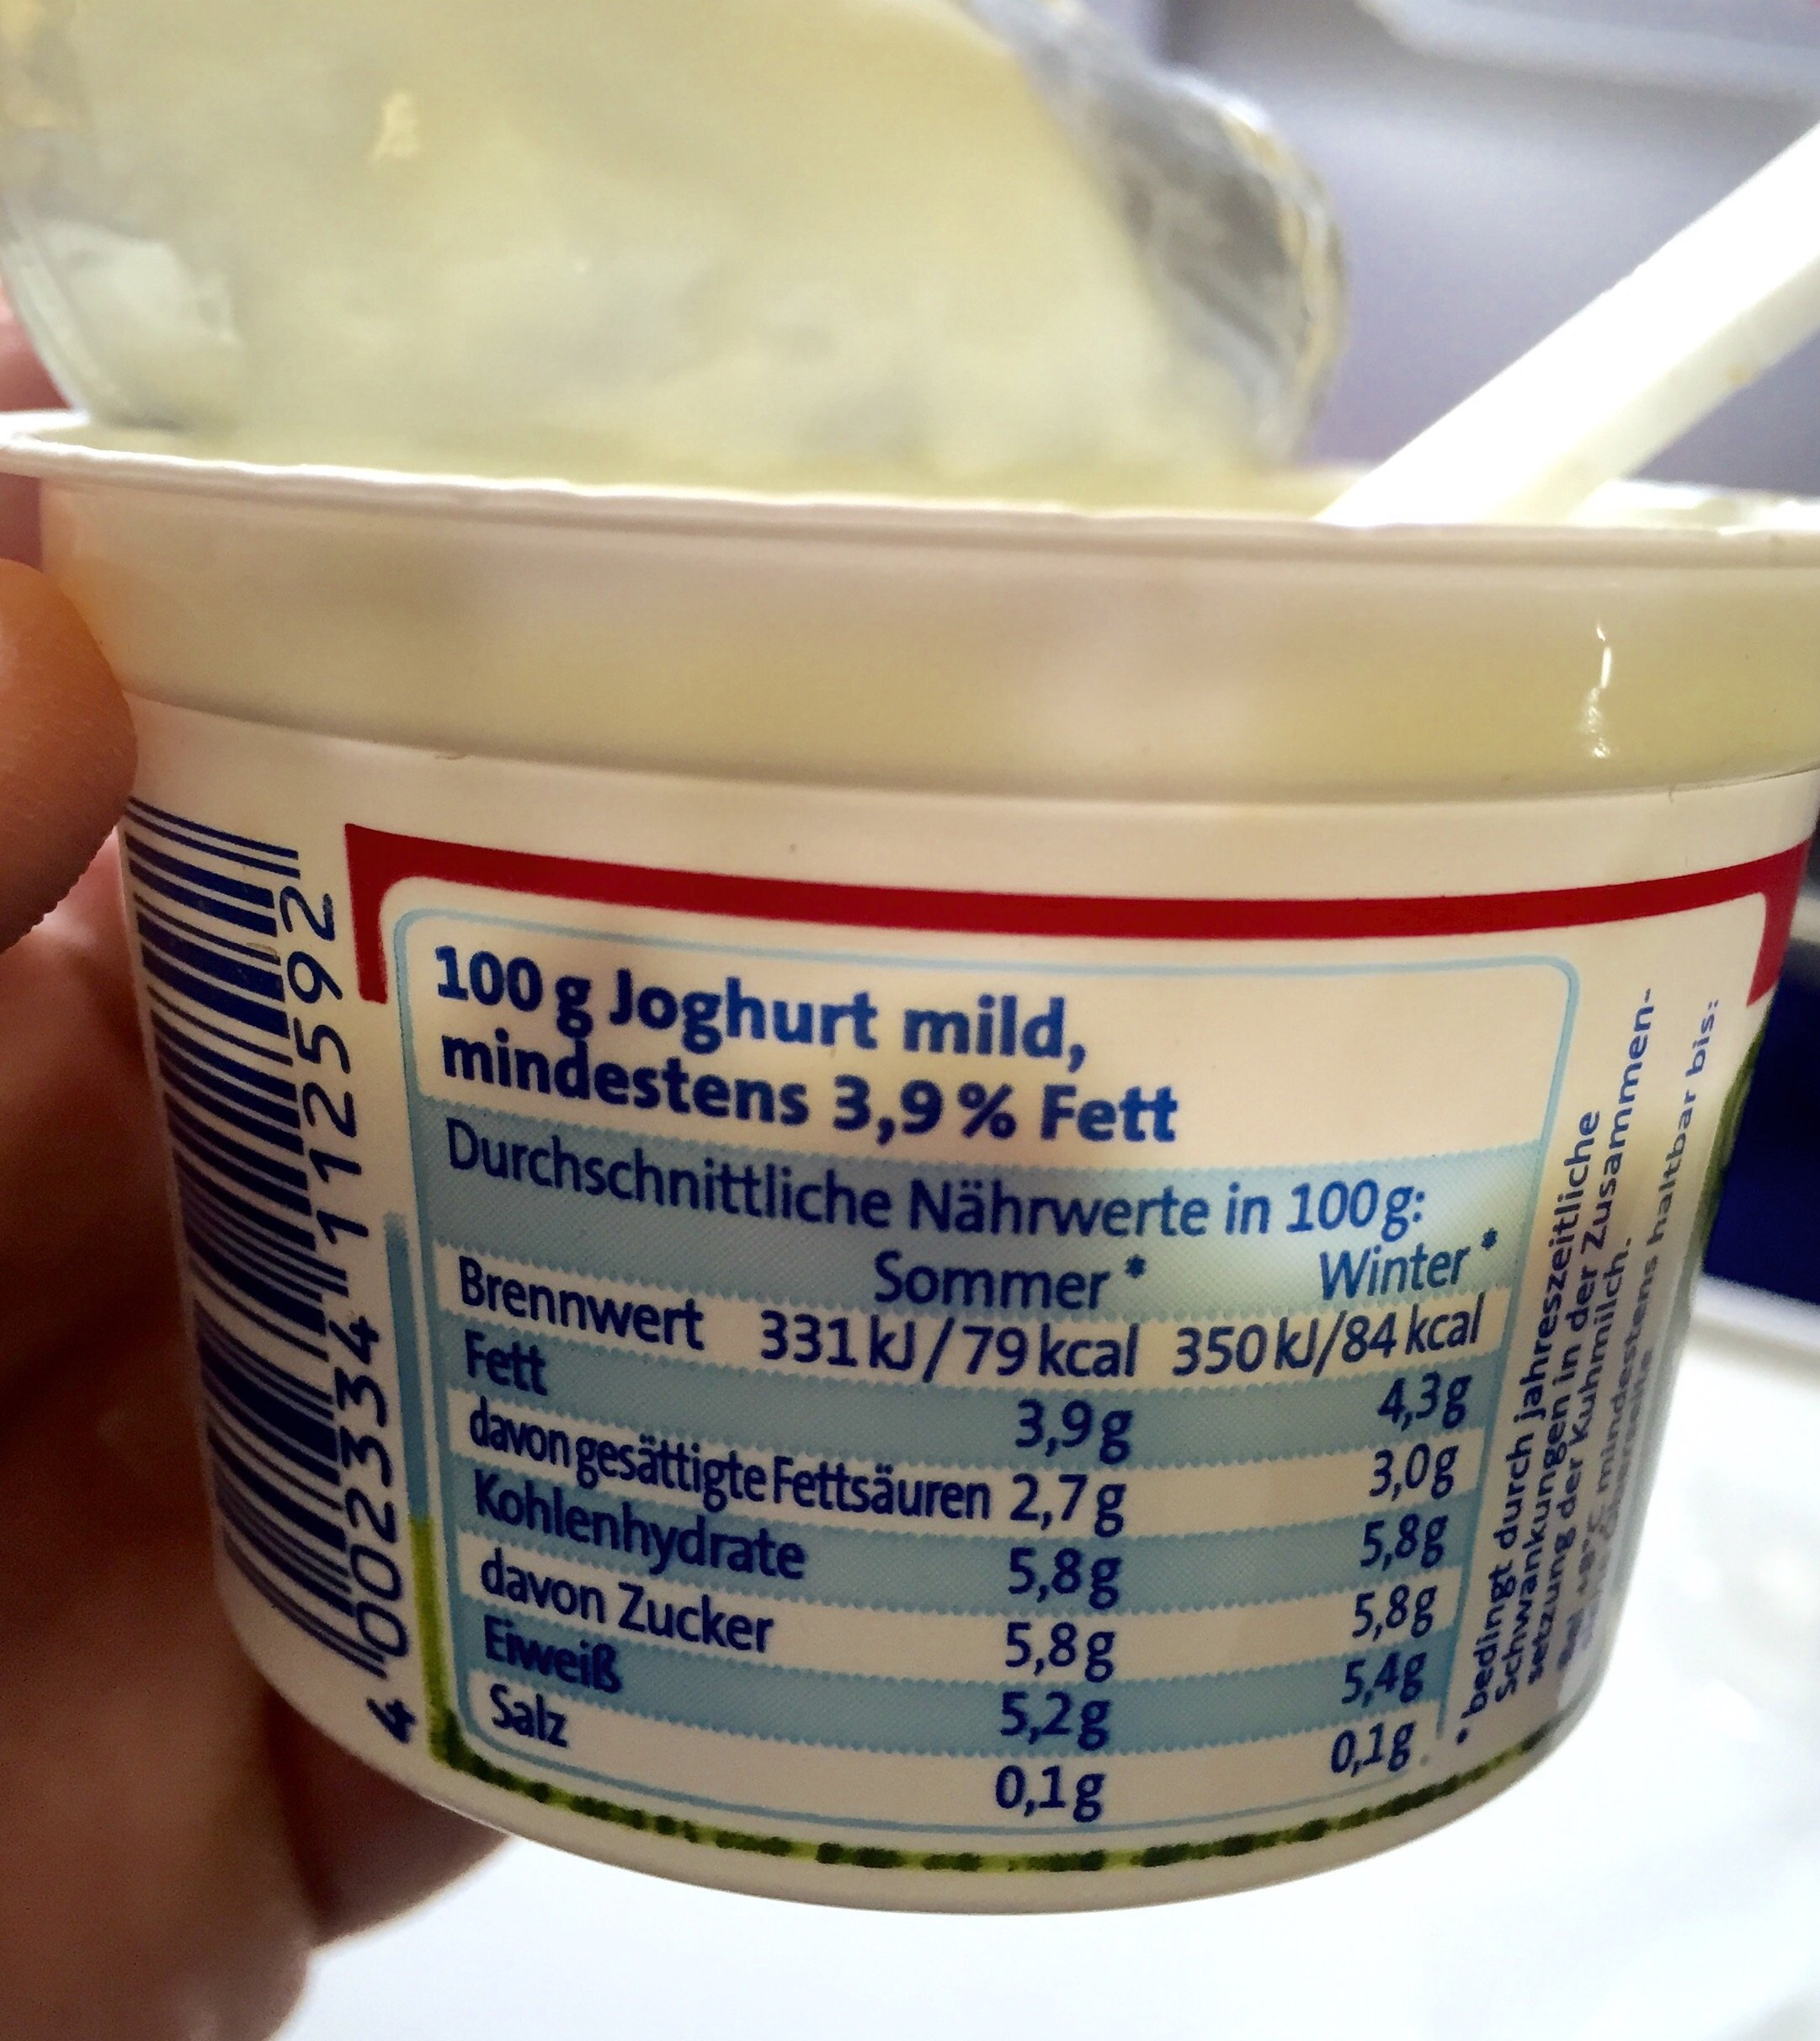 4 002334 112592
100 g Joghurt mild,
mindestens 3,9 % Fett
Durchschnittliche Nährwerte in 100 g:
Sommer * Winter *
Brennwert 331 kJ / 79 kcal 350 kJ/84 kcal
Fett 3,9 g 4,3 g
davon gesättigte Fettsäuren 2,7 g 3,0 g
Kohlenhydrate 5,8 g 5,8 g
davon Zucker 5,8 g 5,8 g
Eiweiß 5,2 g 5,4 g
Salz 0,1 g 0,1 g
* bedingt durch jahreszeitliche
Schwankungen in der Zusammen-
setzung der Kuhmilch.
mindestens haltbar bis: